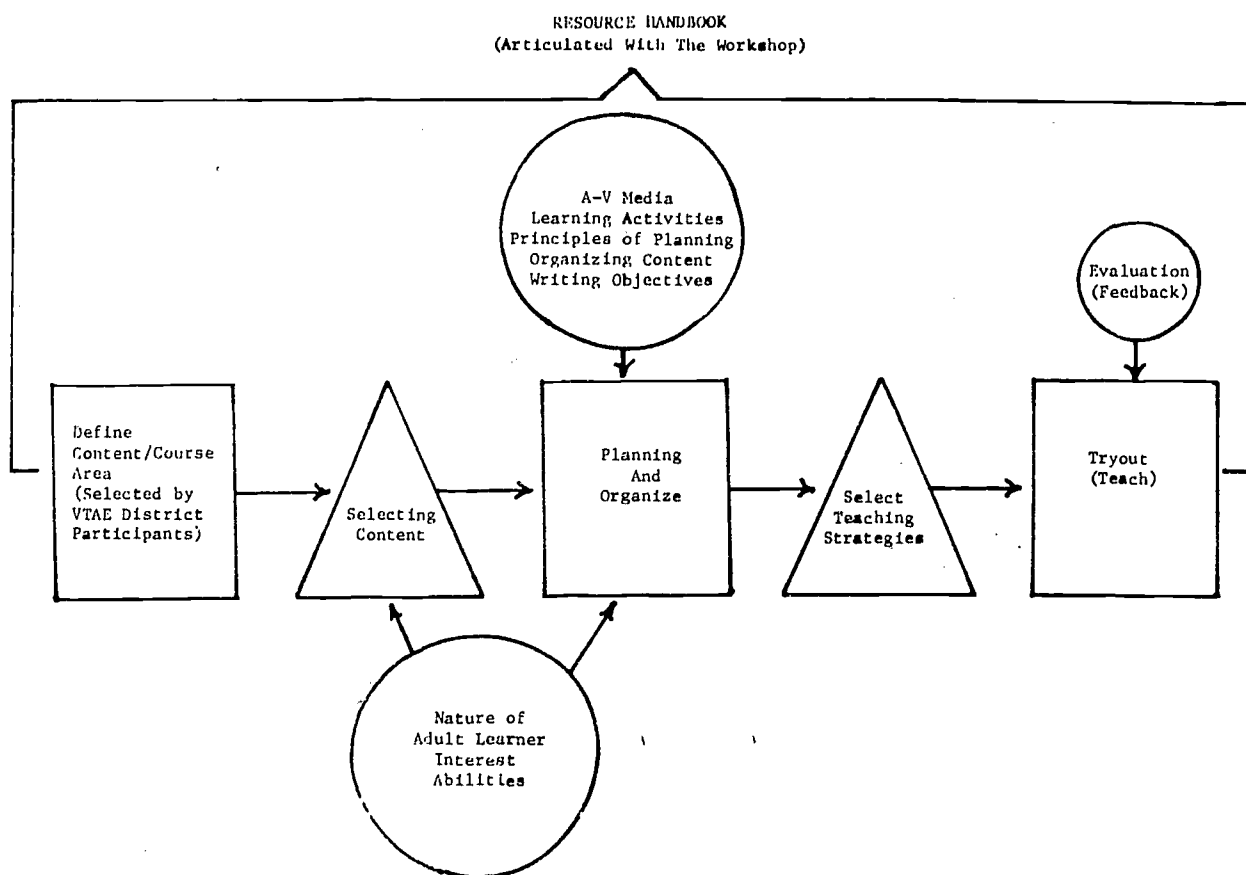 RESOURCE HANDBOOK
(Articulated With The Workshop)
A-V Media
Learning Activities
Principles of Planning
Organizing Content
Writing Objectives
Evaluation
(Feedback)
Define
Content/Course
Area
(Selected by
VTAE District
Participants)
Selecting
Content
Planning
And
Organize
Select
Teaching
Strategies
Tryout
(Teach)
Nature of
Adult Learner
Interest
Abilities